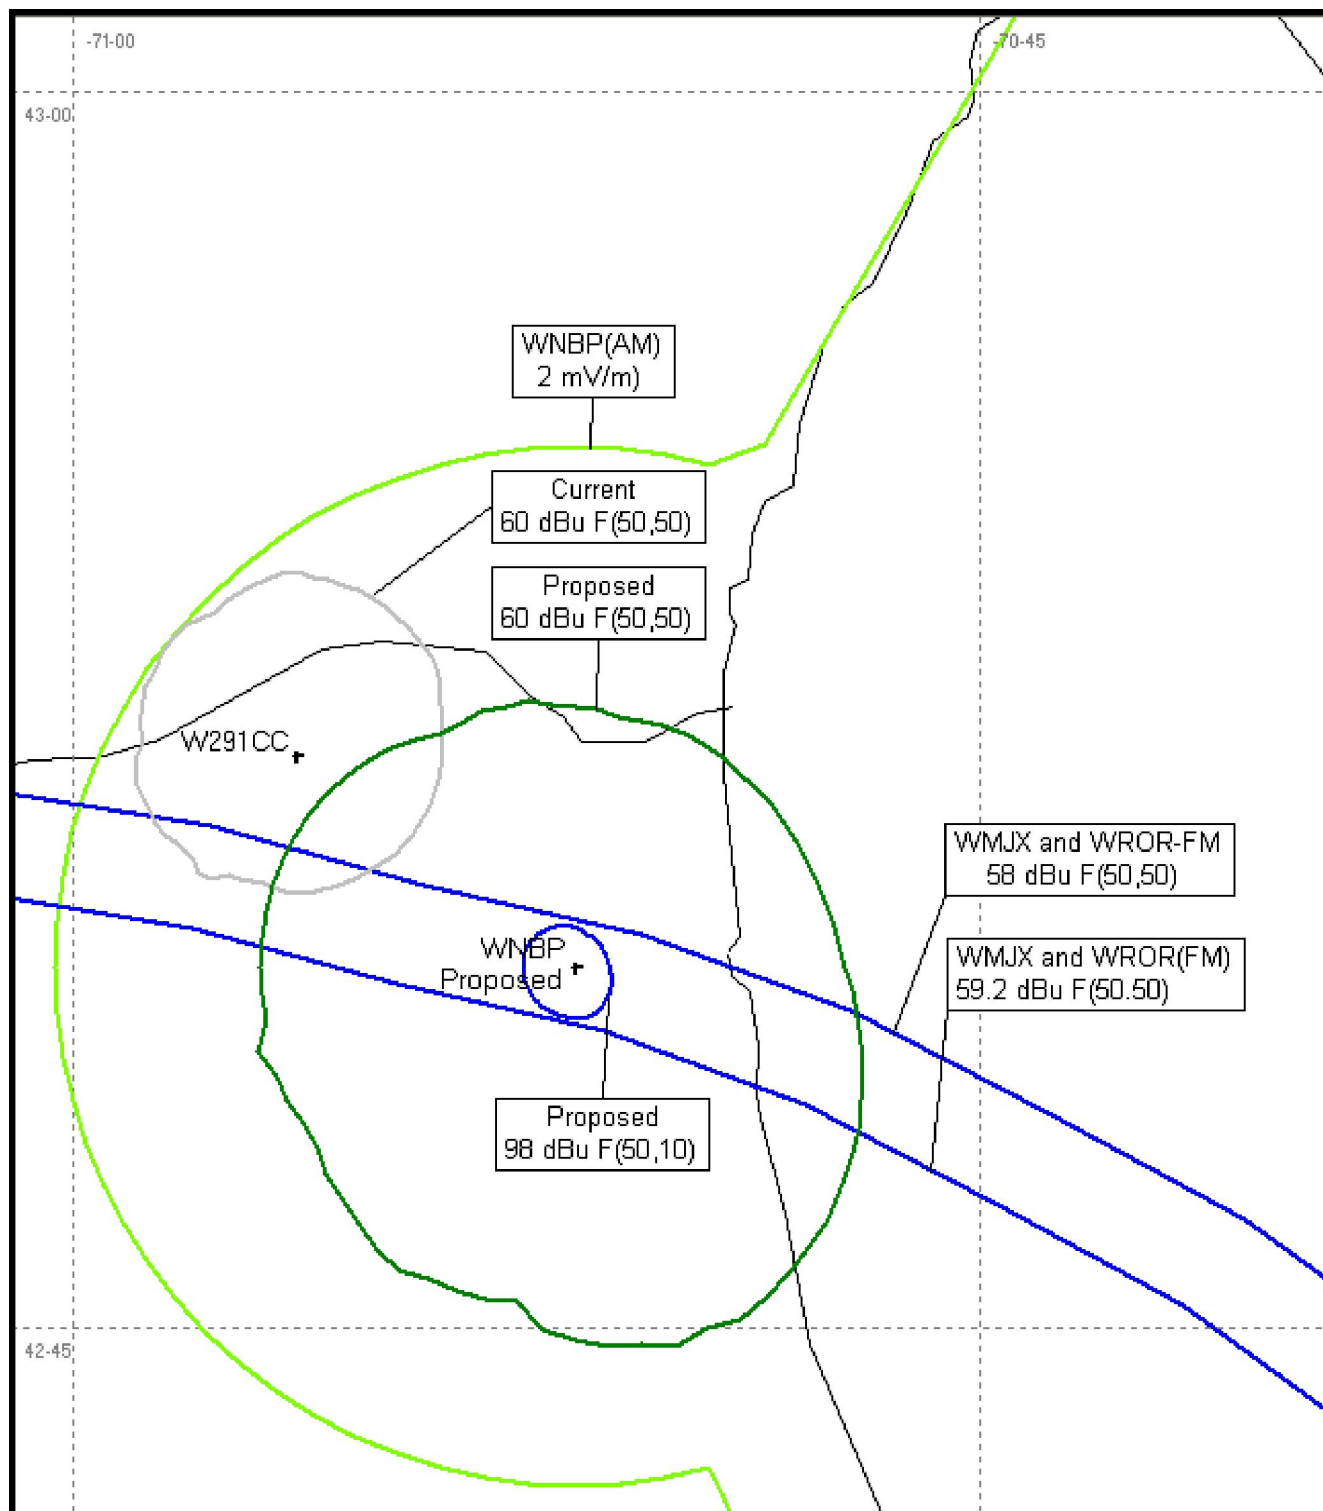 -71-00
-70-45
43-00
WNBP(AM)
2 mV/m)
Current
60 dBu F(50,50)
Proposed
60 dBu F(50,50)
W291CC
WMJX and WROR-FM
58 dBu F(50,50)
WNBP
Proposed
WMJX and WROR(FM)
59.2 dBu F(50.50)
Proposed
98 dBu F(50,10)
42-45